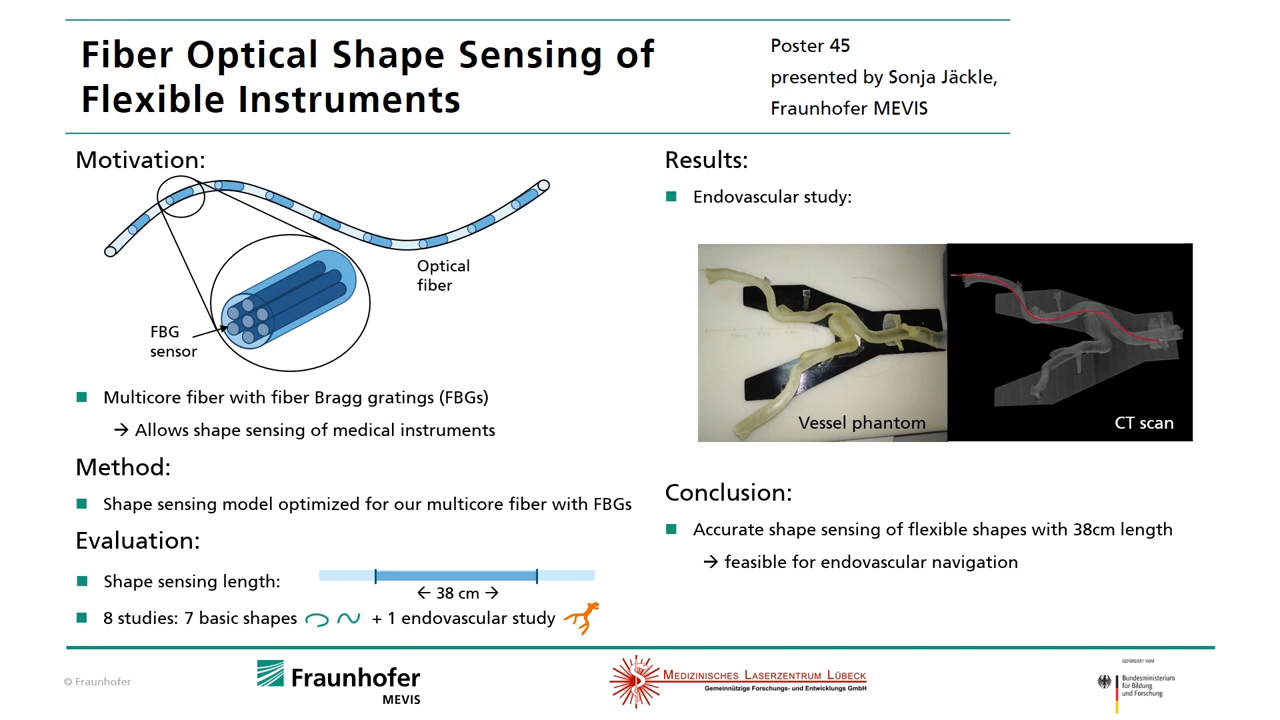 Fiber Optical Shape Sensing of
Flexible Instruments
Poster 45
presented by Sonja Jäckle,
Fraunhofer MEVIS
Motivation:
Optical
fiber
FBG
sensor
Multicore fiber with fiber Bragg gratings (FBGs)
→ Allows shape sensing of medical instruments
Method:
Shape sensing model optimized for our multicore fiber with FBGs
Evaluation:
Shape sensing length:
← 38 cm →
8 studies: 7 basic shapes + 1 endovascular study
Results:
Endovascular study:
Vessel phantom
CT scan
Conclusion:
Accurate shape sensing of flexible shapes with 38cm length
→ feasible for endovascular navigation
© Fraunhofer
Fraunhofer
MEVIS
Medizinisches Laserzentrum Lübeck
Gemeinnützige Forschungs- und Entwicklungs GmbH
GEFÖRDERT VOM
Bundesministerium
für Bildung
und Forschung